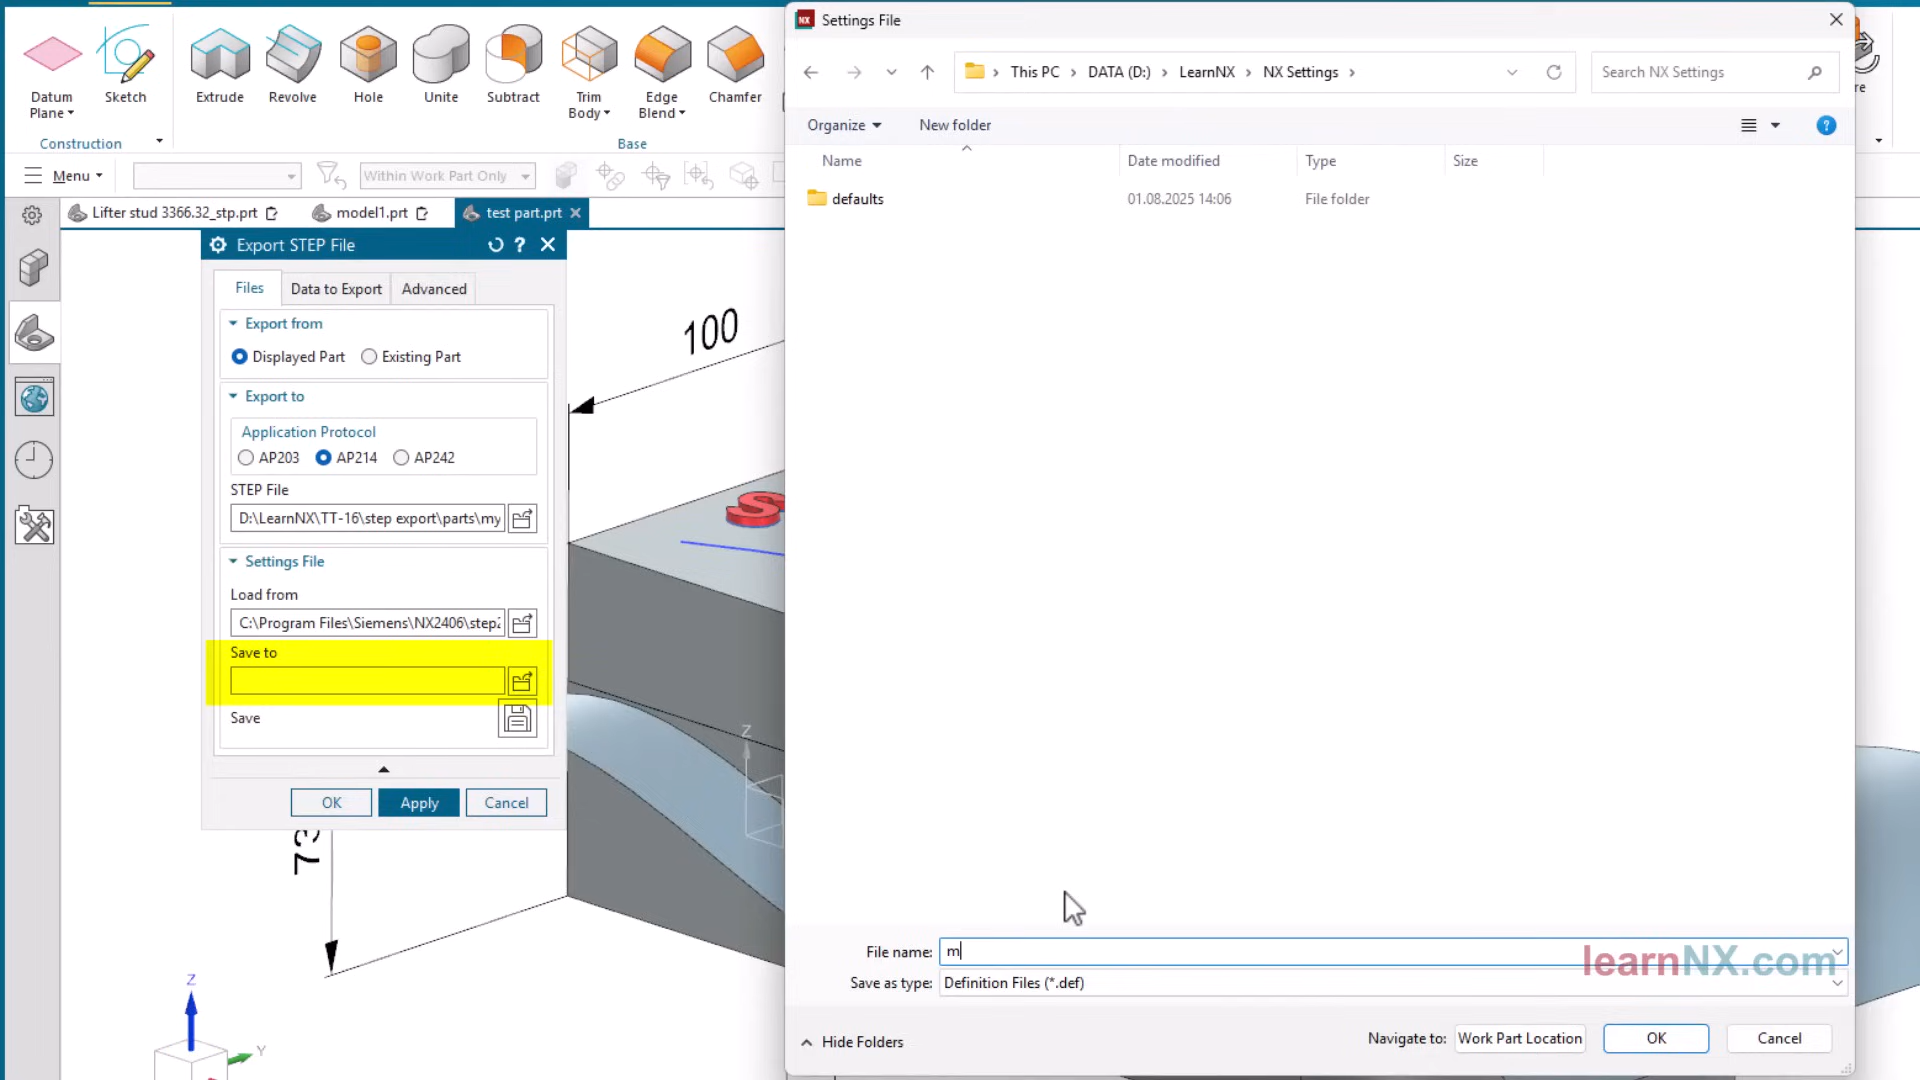 Datum
Plane
Sketch
Extrude
Revolve
Hole
Unite
Subtract
Trim
Body
Edge
Blend
Chamfer
Construction
Base
Menu
Within Work Part Only
Lifter stud 3366.32_stp.prt
model1.prt
test part.prt
Export STEP File
Files
Data to Export
Advanced
Export from
Displayed Part
Existing Part
Export to
Application Protocol
AP203
AP214
AP242
STEP File
D:\LearnNX\TT-16\step export\parts\my
Settings File
Load from
C:\Program Files\Siemens\NX2406\step2
Save to
Save
OK
Apply
Cancel
100
Z
Z
Y
NX
Settings File
This PC > DATA (D:) > LearnNX > NX Settings >
Search NX Settings
Organize
New folder
?
Name
Date modified
Type
Size
defaults
01.08.2025 14:06
File folder
File name:
m
Save as type:
Definition Files (*.def)
learnNX.com
Hide Folders
Navigate to:
Work Part Location
OK
Cancel